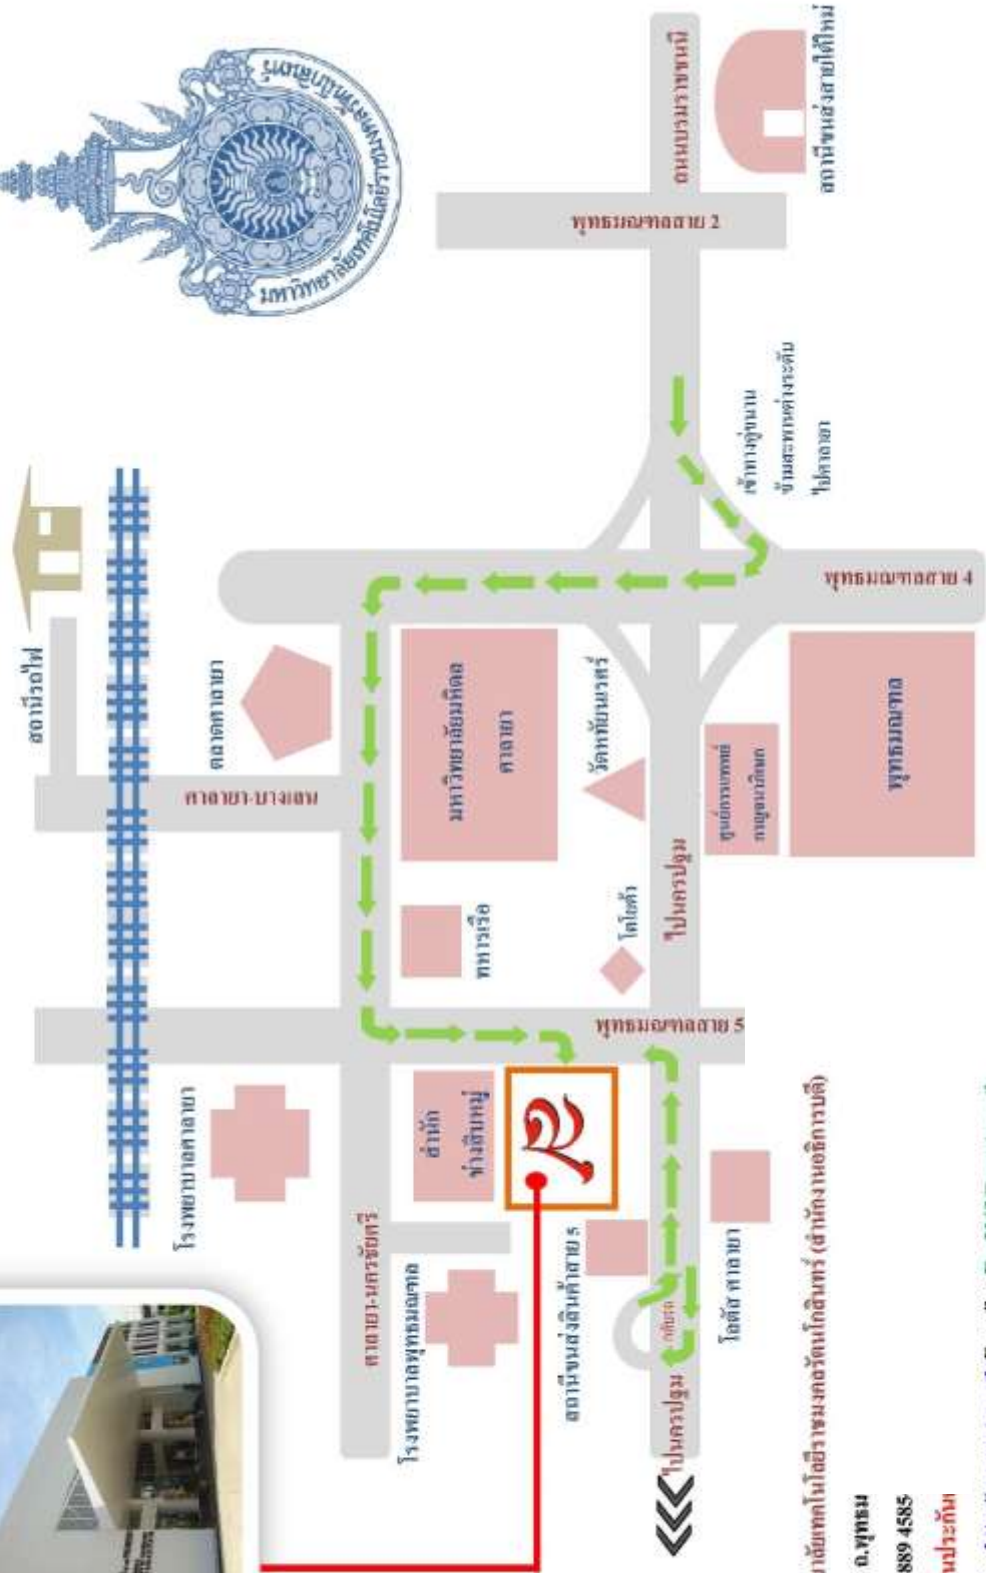 มหาวิทยาลัยเทคโนโลยีราชมงคลรัตนโกสินทร์
สถานีรถไฟ
ตลาดศาลายา
ศาลายา-บางเลน
โรงพยาบาลศาลายา
ศาลายา-นครชัยศรี
โรงพยาบาลพุทธมณฑล
สำนัก
ช่างสิบหมู่
ทหารเรือ
มหาวิทยาลัยมหิดล
ศาลายา
วัดหทัยนเรศร์
โตโยต้า
พุทธมณฑลสาย 2
ถนนบรมราชชนนี
สถานีขนส่งสายใต้ใหม่
เข้าทางคู่ขนาน
ข้ามสะพานต่างระดับ
ไปศาลายา
พุทธมณฑลสาย 4
พุทธมณฑล
ศูนย์การแพทย์
กาญจนาภิเษก
ไปนครปฐม
พุทธมณฑลสาย 5
สถานีขนส่งสินค้าสาย 5
กลับรถ
ไปนครปฐม
โลตัส ศาลายา
าลัยเทคโนโลยีราชมงคลรัตนโกสินทร์ (สำนักงานอธิการบดี)
ถ.พุทธม
889 4585